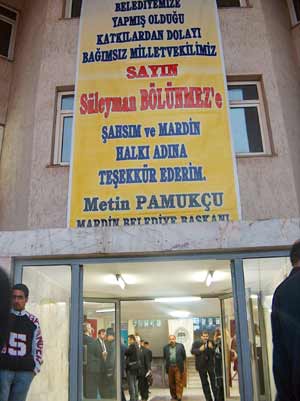 BELEDİYEMİZE
YAPMIŞ OLDUĞU
KATKILARDAN DOLAYI
BAĞIMSIZ MİLLETVEKİLİMİZ
SAYIN
Süleyman BÖLÜNMEZ'e
ŞAHSIM ve MARDİN
HALKI ADINA
TEŞEKKÜR EDERİM.
Metin PAMUKÇU
MARDİN BELEDİYE BAŞKANI